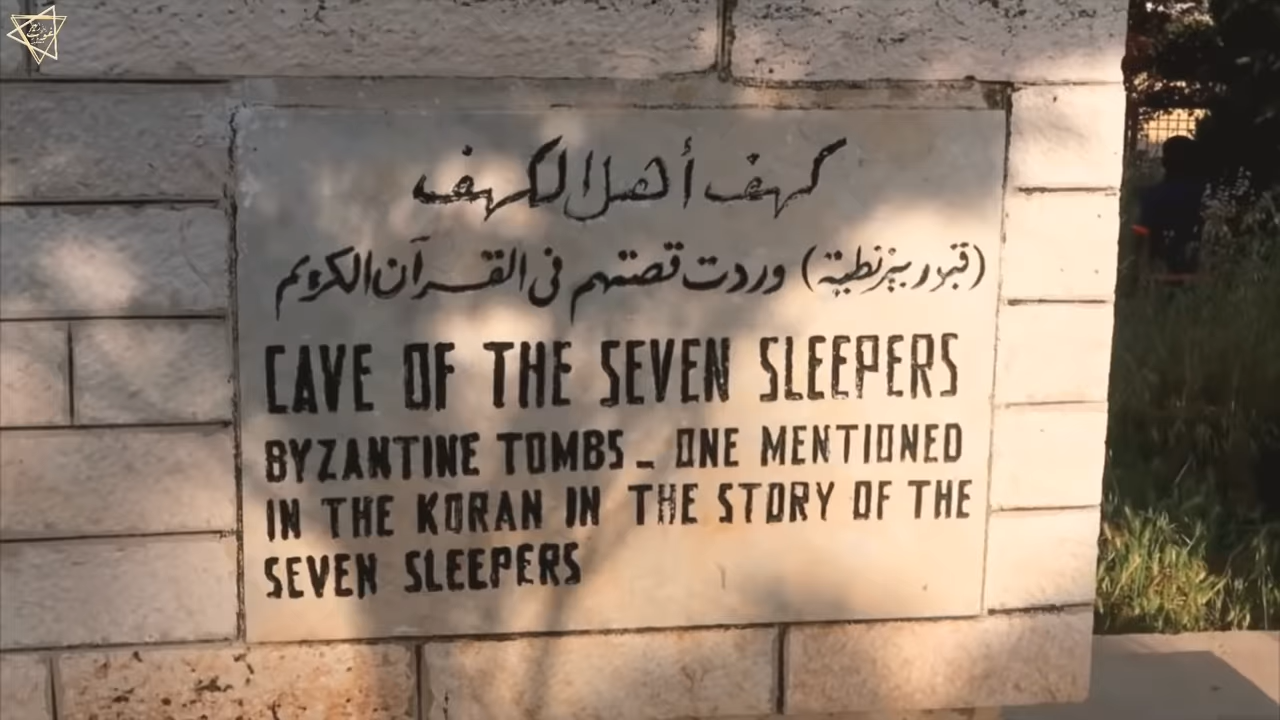 كهف أهل الكهف
(قبور بيزنطية) وردت قصتهم في القرآن الكريم
CAVE OF THE SEVEN SLEEPERS
BYZANTINE TOMBS _ ONE MENTIONED
IN THE KORAN IN THE STORY OF THE
SEVEN SLEEPERS